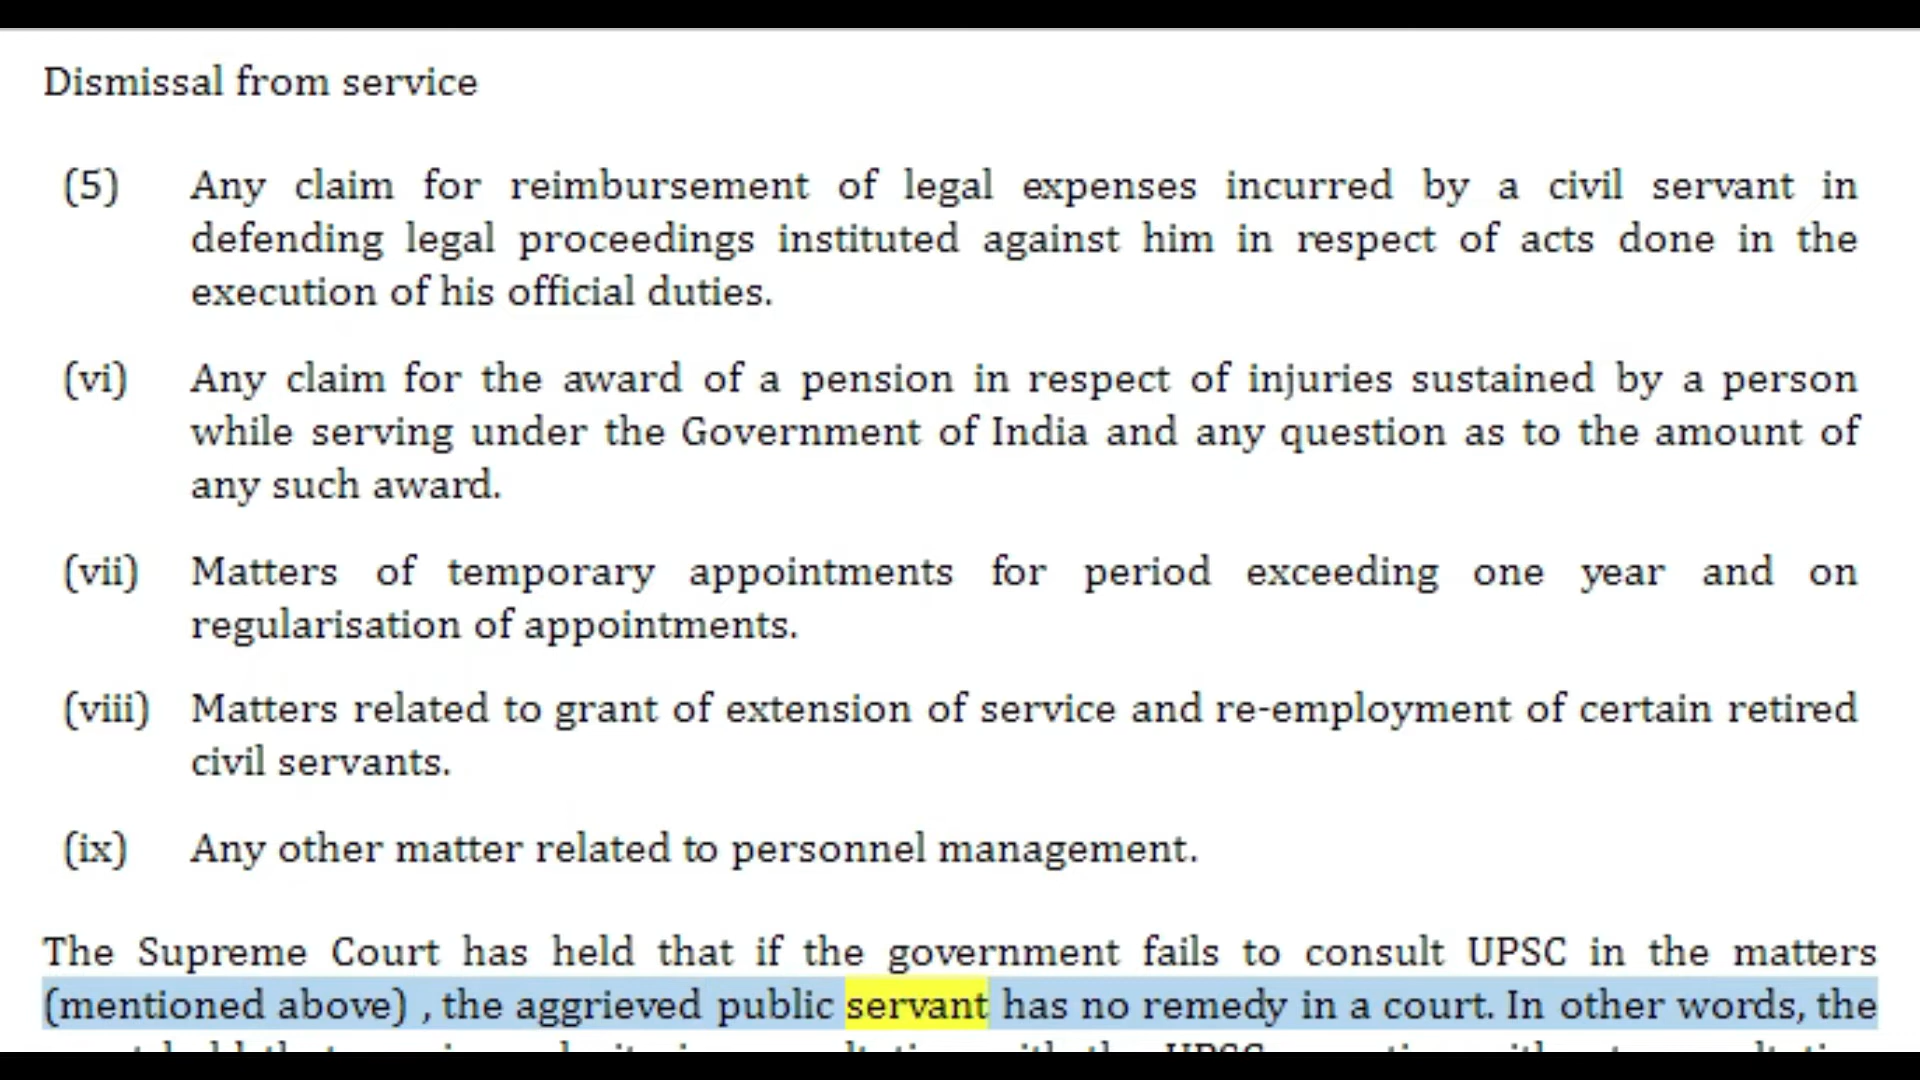 Dismissal from service
(5) Any claim for reimbursement of legal expenses incurred by a civil servant in
defending legal proceedings instituted against him in respect of acts done in the
execution of his official duties.
(vi) Any claim for the award of a pension in respect of injuries sustained by a person
while serving under the Government of India and any question as to the amount of
any such award.
(vii) Matters of temporary appointments for period exceeding one year and on
regularisation of appointments.
(viii) Matters related to grant of extension of service and re-employment of certain retired
civil servants.
(ix) Any other matter related to personnel management.
The Supreme Court has held that if the government fails to consult UPSC in the matters
(mentioned above) , the aggrieved public servant has no remedy in a court. In other words, the